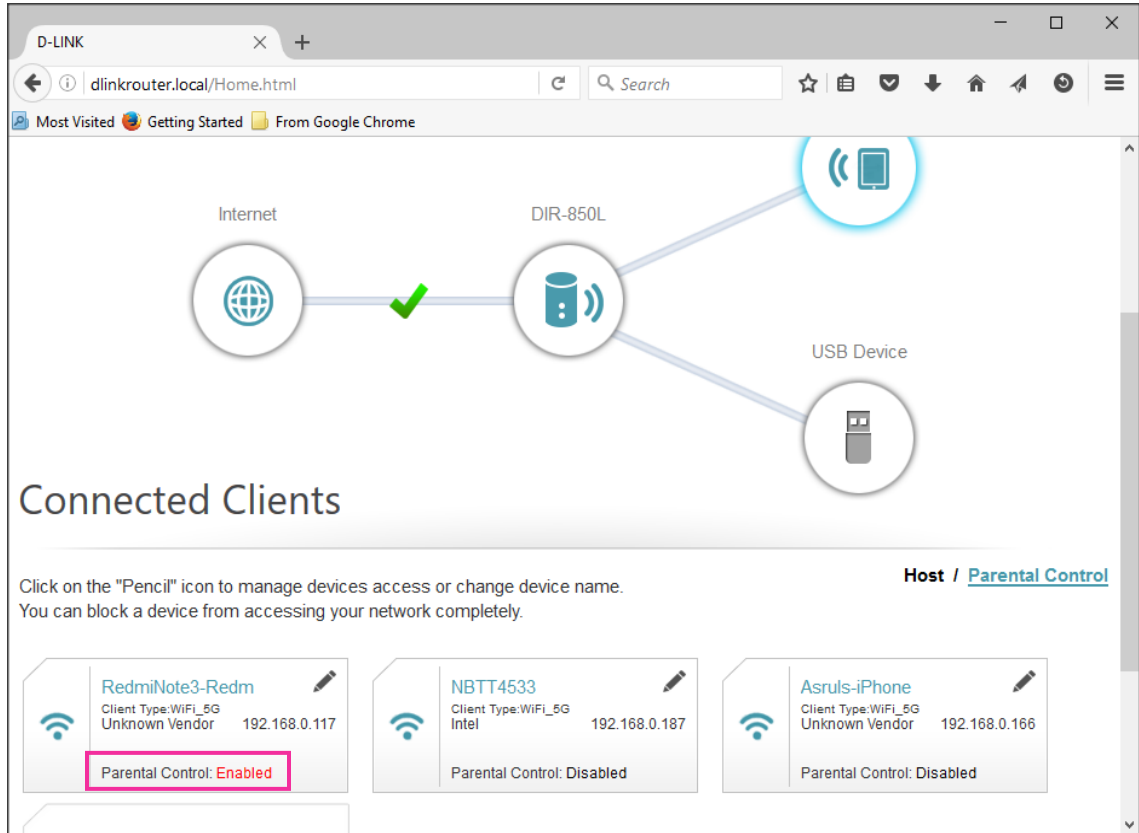 D-LINK
dlinkrouter.local/Home.html
Search
Most Visited Getting Started From Google Chrome
Internet
DIR-850L
USB Device
Connected Clients
Click on the "Pencil" icon to manage devices access or change device name.
You can block a device from accessing your network completely.
Host / Parental Control
RedmiNote3-Redm
Client Type:WiFi_5G
Unknown Vendor 192.168.0.117
Parental Control: Enabled
NBTT4533
Client Type:WiFi_5G
Intel 192.168.0.187
Parental Control: Disabled
Asruls-iPhone
Client Type:WiFi_5G
Unknown Vendor 192.168.0.166
Parental Control: Disabled